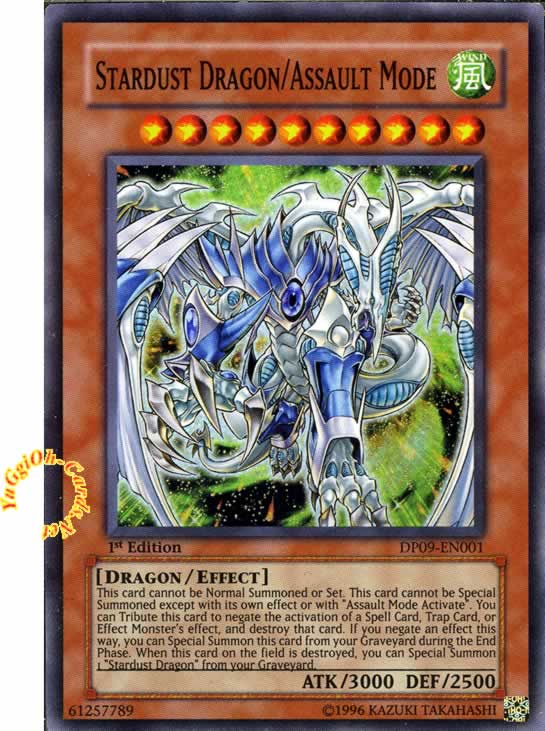 STARDUST DRAGON/ASSAULT MODE
WIND
風
YuGgiOh-Cards.Net
1st Edition
DP09-EN001
[DRAGON/EFFECT]
This card cannot be Normal Summoned or Set. This card cannot be Special
Summoned except with its own effect or with "Assault Mode Activate". You
can Tribute this card to negate the activation of a Spell Card, Trap Card, or
Effect Monster's effect, and destroy that card. If you negate an effect this
way, you can Special Summon this card from your Graveyard during the End
Phase. When this card on the field is destroyed, you can Special Summon
1 "Stardust Dragon" from your Graveyard.
ATK/3000 DEF/2500
61257789
©1996 KAZUKI TAKAHASHI